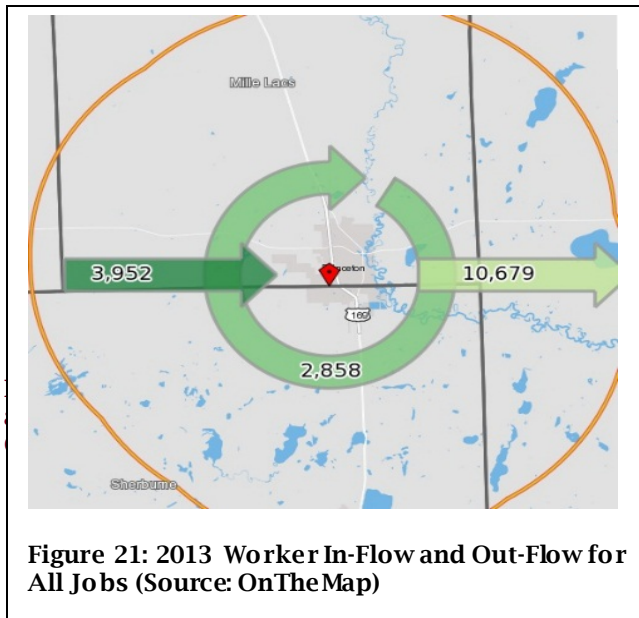 Mille Lacs
3,952
10,679
169
2,858
Sherburne
Figure 21: 2013 Worker In-Flow and Out-Flow for
All Jobs (Source: OnTheMap)